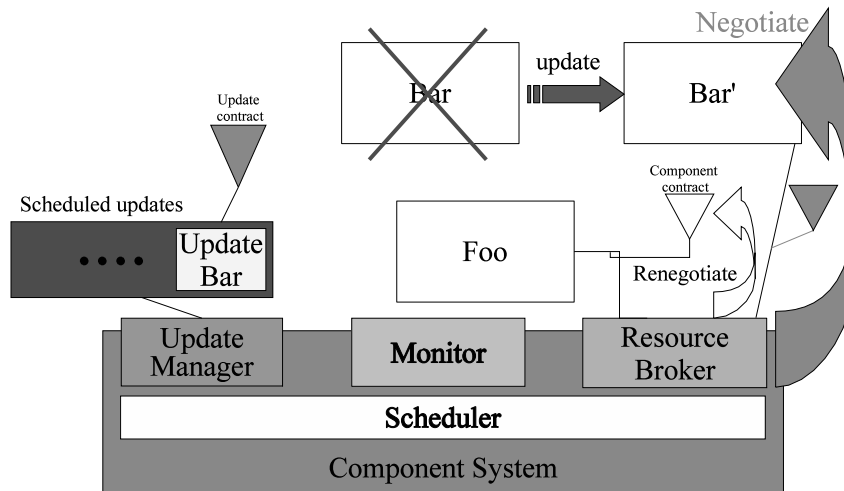 Negotiate
Bar
update
Bar'
Update
contract
Component
contract
Scheduled updates
Update
Bar
Foo
Renegotiate
Update
Manager
Monitor
Resource
Broker
Scheduler
Component System